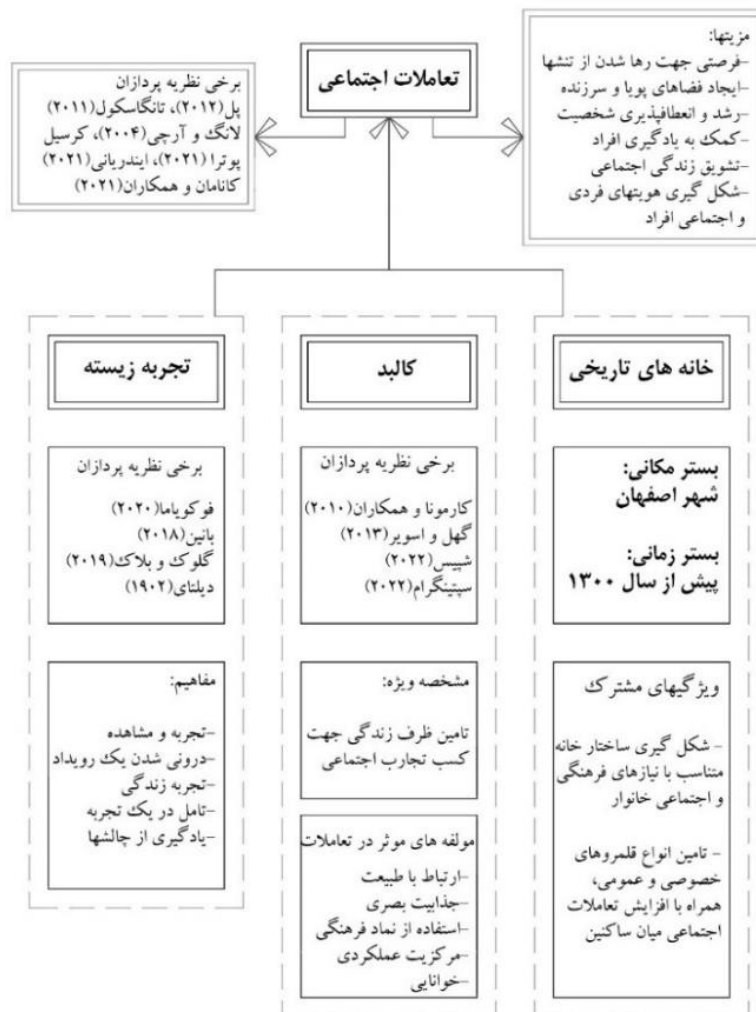 تعاملات اجتماعی
مزیتها:
-فرصتی جهت رها شدن از تنشها
-ایجاد فضاهای پویا و سرزنده
-رشد و انعطافپذیری شخصیت
-کمک به یادگیری افراد
-تشویق زندگی اجتماعی
-شکل گیری هویتهای فردی
و اجتماعی افراد
برخی نظریه پردازان
پل(۲۰۱۲)، تانگاسکول(۲۰۱۱)
لانگ و آرچی(۲۰۰۴)، کرسیل
پوترا (۲۰۲۱)، ایندریانی(۲۰۲۱)
کانامان و همکاران(۲۰۲۱)
خانه های تاریخی
بستر مکانی:
شهر اصفهان
بستر زمانی:
پیش از سال ۱۳۰۰
ویژگیهای مشترک
- شکل گیری ساختار خانه
متناسب با نیازهای فرهنگی
و اجتماعی خانوار
- تامین انواع قلمروهای
خصوصی و عمومی،
همراه با افزایش تعاملات
اجتماعی میان ساکنین
کالبد
برخی نظریه پردازان
کارمونا و همکاران(۲۰۱۰)
گهل و اسویر(۲۰۱۳)
شپیس(۲۰۲۲)
سپتینگرام(۲۰۲۲)
مشخصه ویژه:
تامین ظرف زندگی جهت
کسب تجارب اجتماعی
مولفه های موثر در تعاملات
-ارتباط با طبیعت
-جذابیت بصری
-استفاده از نماد فرهنگی
-مرکزیت عملکردی
-خوانایی
تجربه زیسته
برخی نظریه پردازان
فوکویاما(۲۰۲۰)
بانین(۲۰۱۸)
گلوک و بلاک(۲۰۱۹)
دیلتای(۱۹۰۲)
مفاهیم:
-تجربه و مشاهده
-درونی شدن یک رویداد
-تجربه زندگی
-تامل در یک تجربه
-یادگیری از چالشها